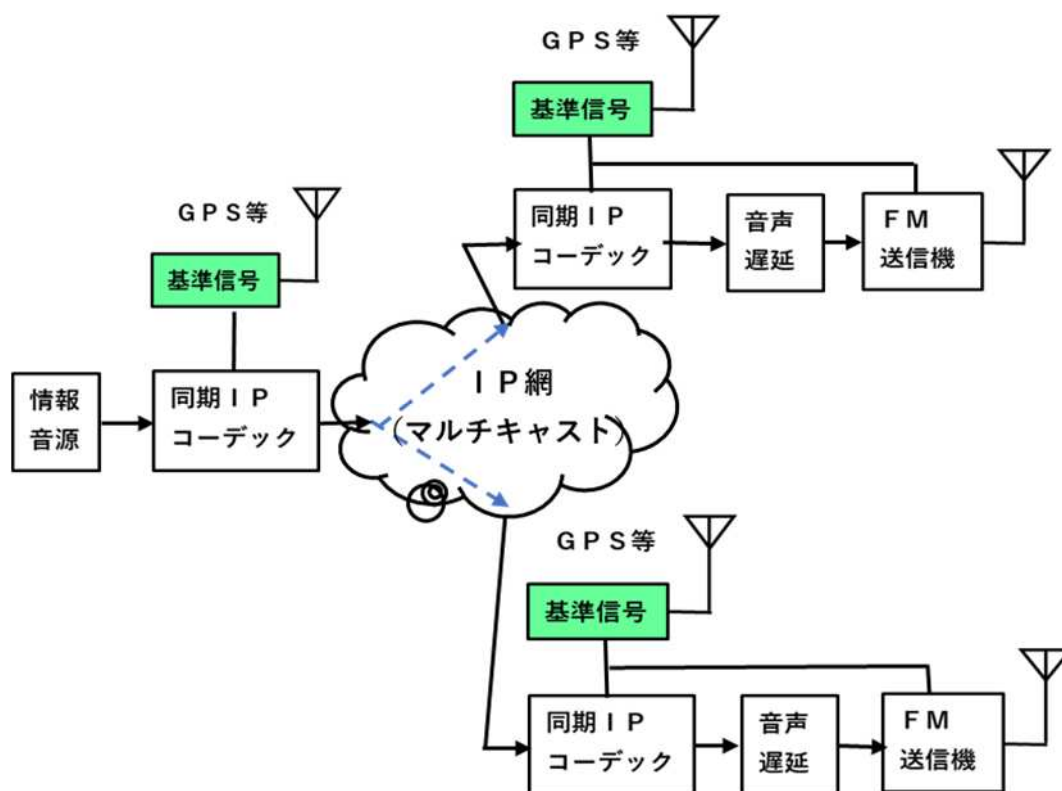 ＧＰＳ等
基準信号
同期ＩＰ
コーデック
音声
遅延
ＦＭ
送信機
ＧＰＳ等
基準信号
情報
音源
同期ＩＰ
コーデック
ＩＰ網
（マルチキャスト）
ＧＰＳ等
基準信号
同期ＩＰ
コーデック
音声
遅延
ＦＭ
送信機